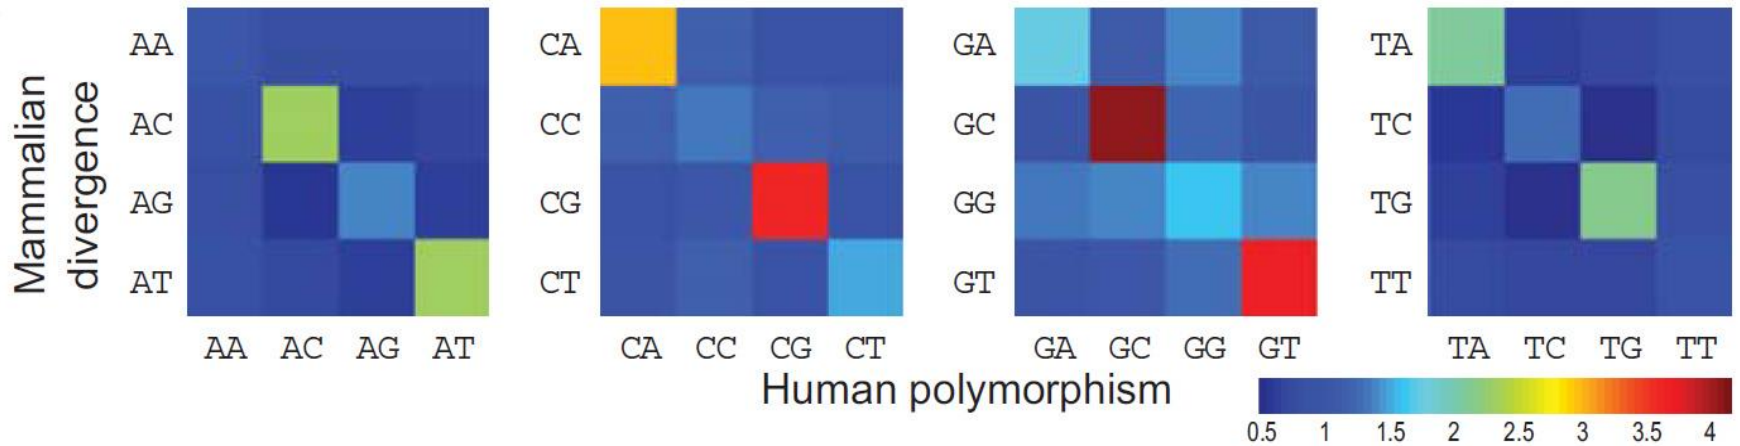 Mammalian
divergence
AA
AC
AG
AT
AA AC AG AT
CA
CC
CG
CT
CA CC CG CT
GA
GC
GG
GT
GA GC GG GT
TA
TC
TG
TT
TA TC TG TT
Human polymorphism
0.5 1 1.5 2 2.5 3 3.5 4